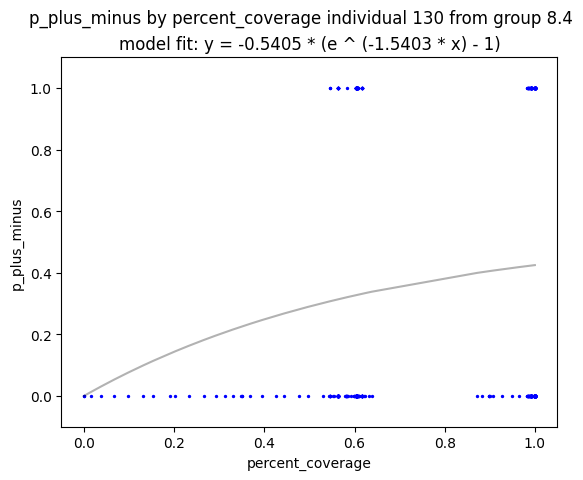 p_plus_minus by percent_coverage individual 130 from group 8.4
model fit: y = -0.5405 * (e ^ (-1.5403 * x) - 1)
1.0
0.8
0.6
0.4
0.2
0.0
p_plus_minus
0.0 0.2 0.4 0.6 0.8 1.0
percent_coverage